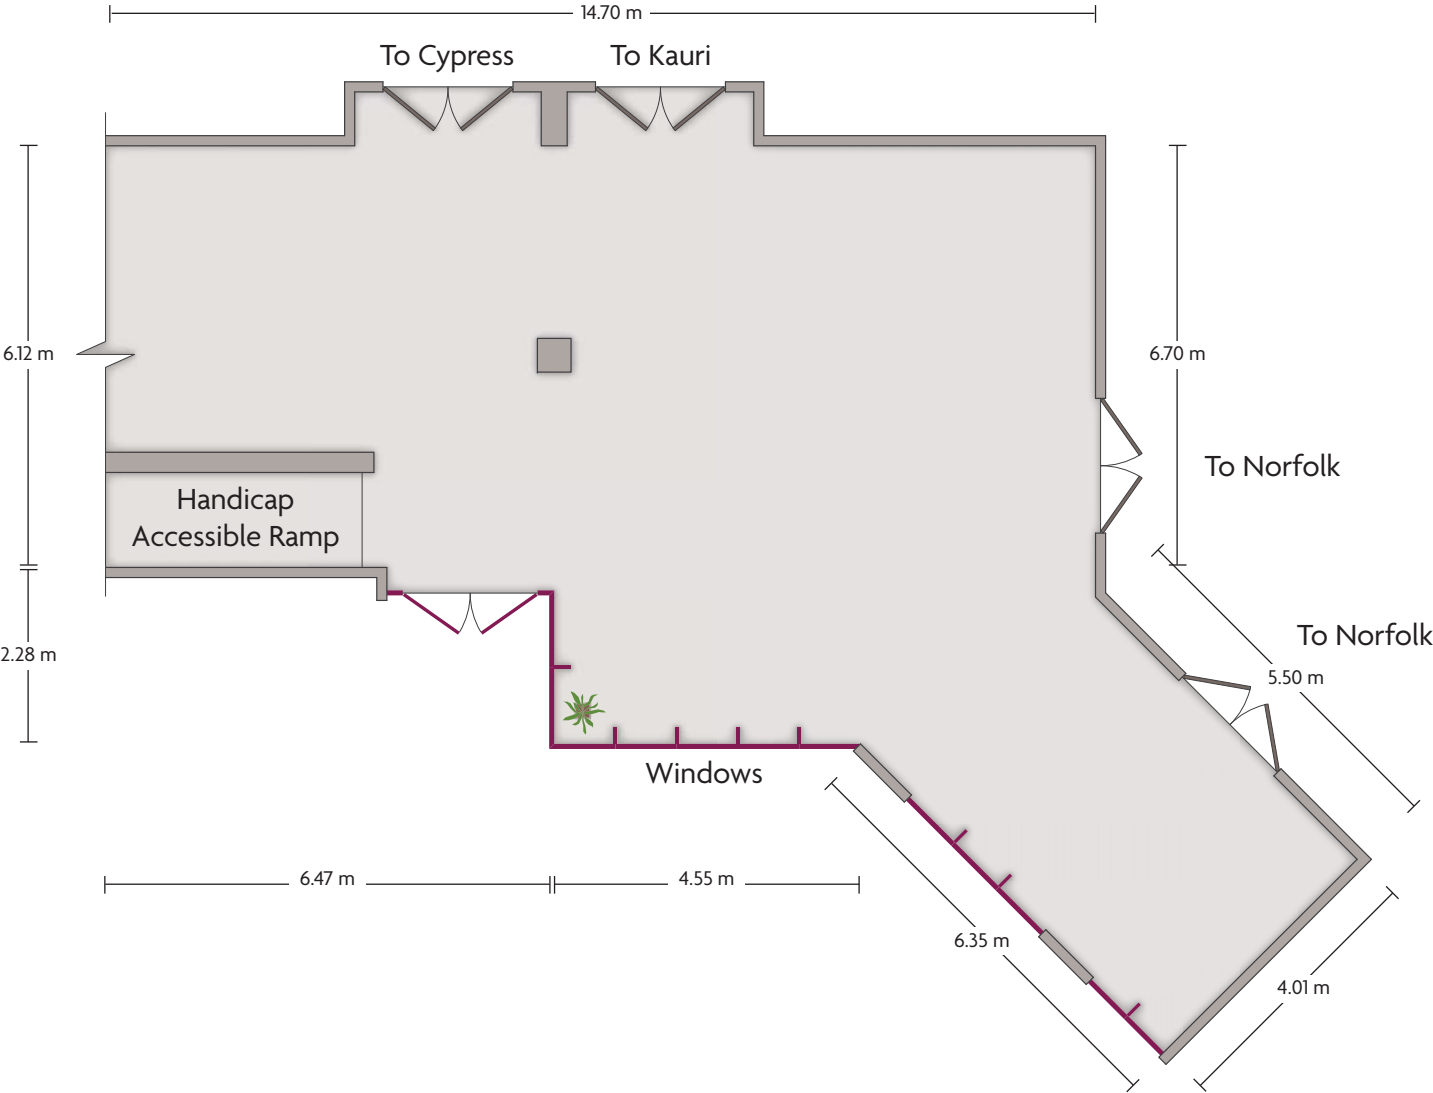 14.70 m
To Cypress
To Kauri
6.12 m
6.70 m
To Norfolk
Handicap
Accessible Ramp
To Norfolk
2.28 m
5.50 m
Windows
6.47 m
4.55 m
6.35 m
4.01 m